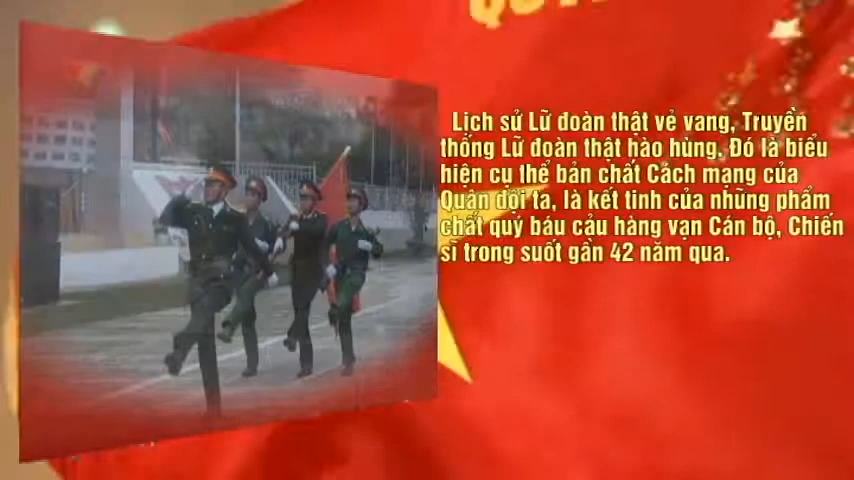 Lịch sử Lữ đoàn thật vẻ vang, Truyền
thống Lữ đoàn thật hào hùng. Đó là biểu
hiện cụ thể bản chất Cách mạng của
Quân đội ta, là kết tinh của những phẩm
chất quý báu cảu hàng vạn Cán bộ, Chiến
sĩ trong suốt gần 42 năm qua.